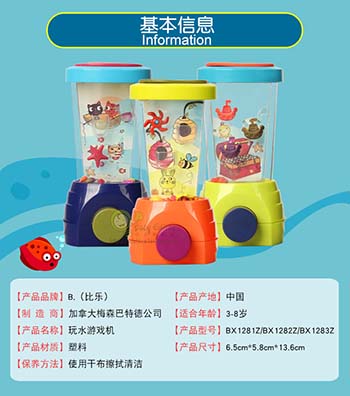 基本信息
Information
【产品品牌】 B.（比乐） 【产品产地】 中国
【制 造 商】 加拿大梅森巴特德公司 【适合年龄】 3-8岁
【产品名称】 玩水游戏机 【产品型号】 BX1281Z/BX1282Z/BX1283Z
【产品材质】 塑料 【产品尺寸】 6.5cm*5.8cm*13.6cm
【保养方法】 使用干布擦拭清洁